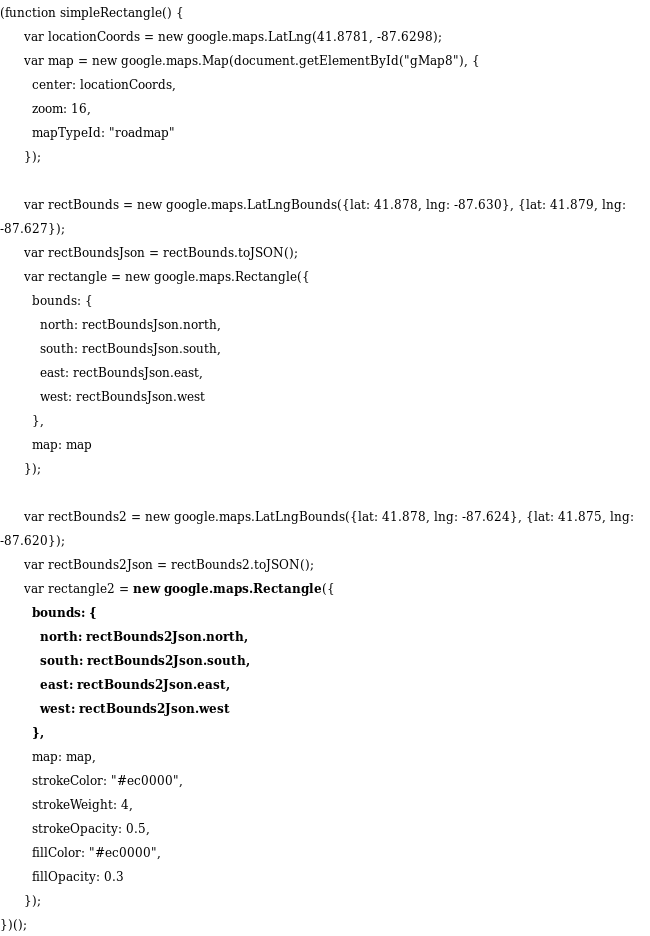 (function simpleRectangle() {
var locationCoords = new google.maps.LatLng(41.8781, -87.6298);
var map = new google.maps.Map(document.getElementById("gMap8"), {
center: locationCoords,
zoom: 16,
mapTypeId: "roadmap"
});
var rectBounds = new google.maps.LatLngBounds({lat: 41.878, lng: -87.630}, {lat: 41.879, lng:
-87.627});
var rectBoundsJson = rectBounds.toJSON();
var rectangle = new google.maps.Rectangle({
bounds: {
north: rectBoundsJson.north,
south: rectBoundsJson.south,
east: rectBoundsJson.east,
west: rectBoundsJson.west
},
map: map
});
var rectBounds2 = new google.maps.LatLngBounds({lat: 41.878, lng: -87.624}, {lat: 41.875, lng:
-87.620});
var rectBounds2Json = rectBounds2.toJSON();
var rectangle2 = new google.maps.Rectangle({
bounds: {
north: rectBounds2Json.north,
south: rectBounds2Json.south,
east: rectBounds2Json.east,
west: rectBounds2Json.west
},
map: map,
strokeColor: "#ec0000",
strokeWeight: 4,
strokeOpacity: 0.5,
fillColor: "#ec0000",
fillOpacity: 0.3
});
})();